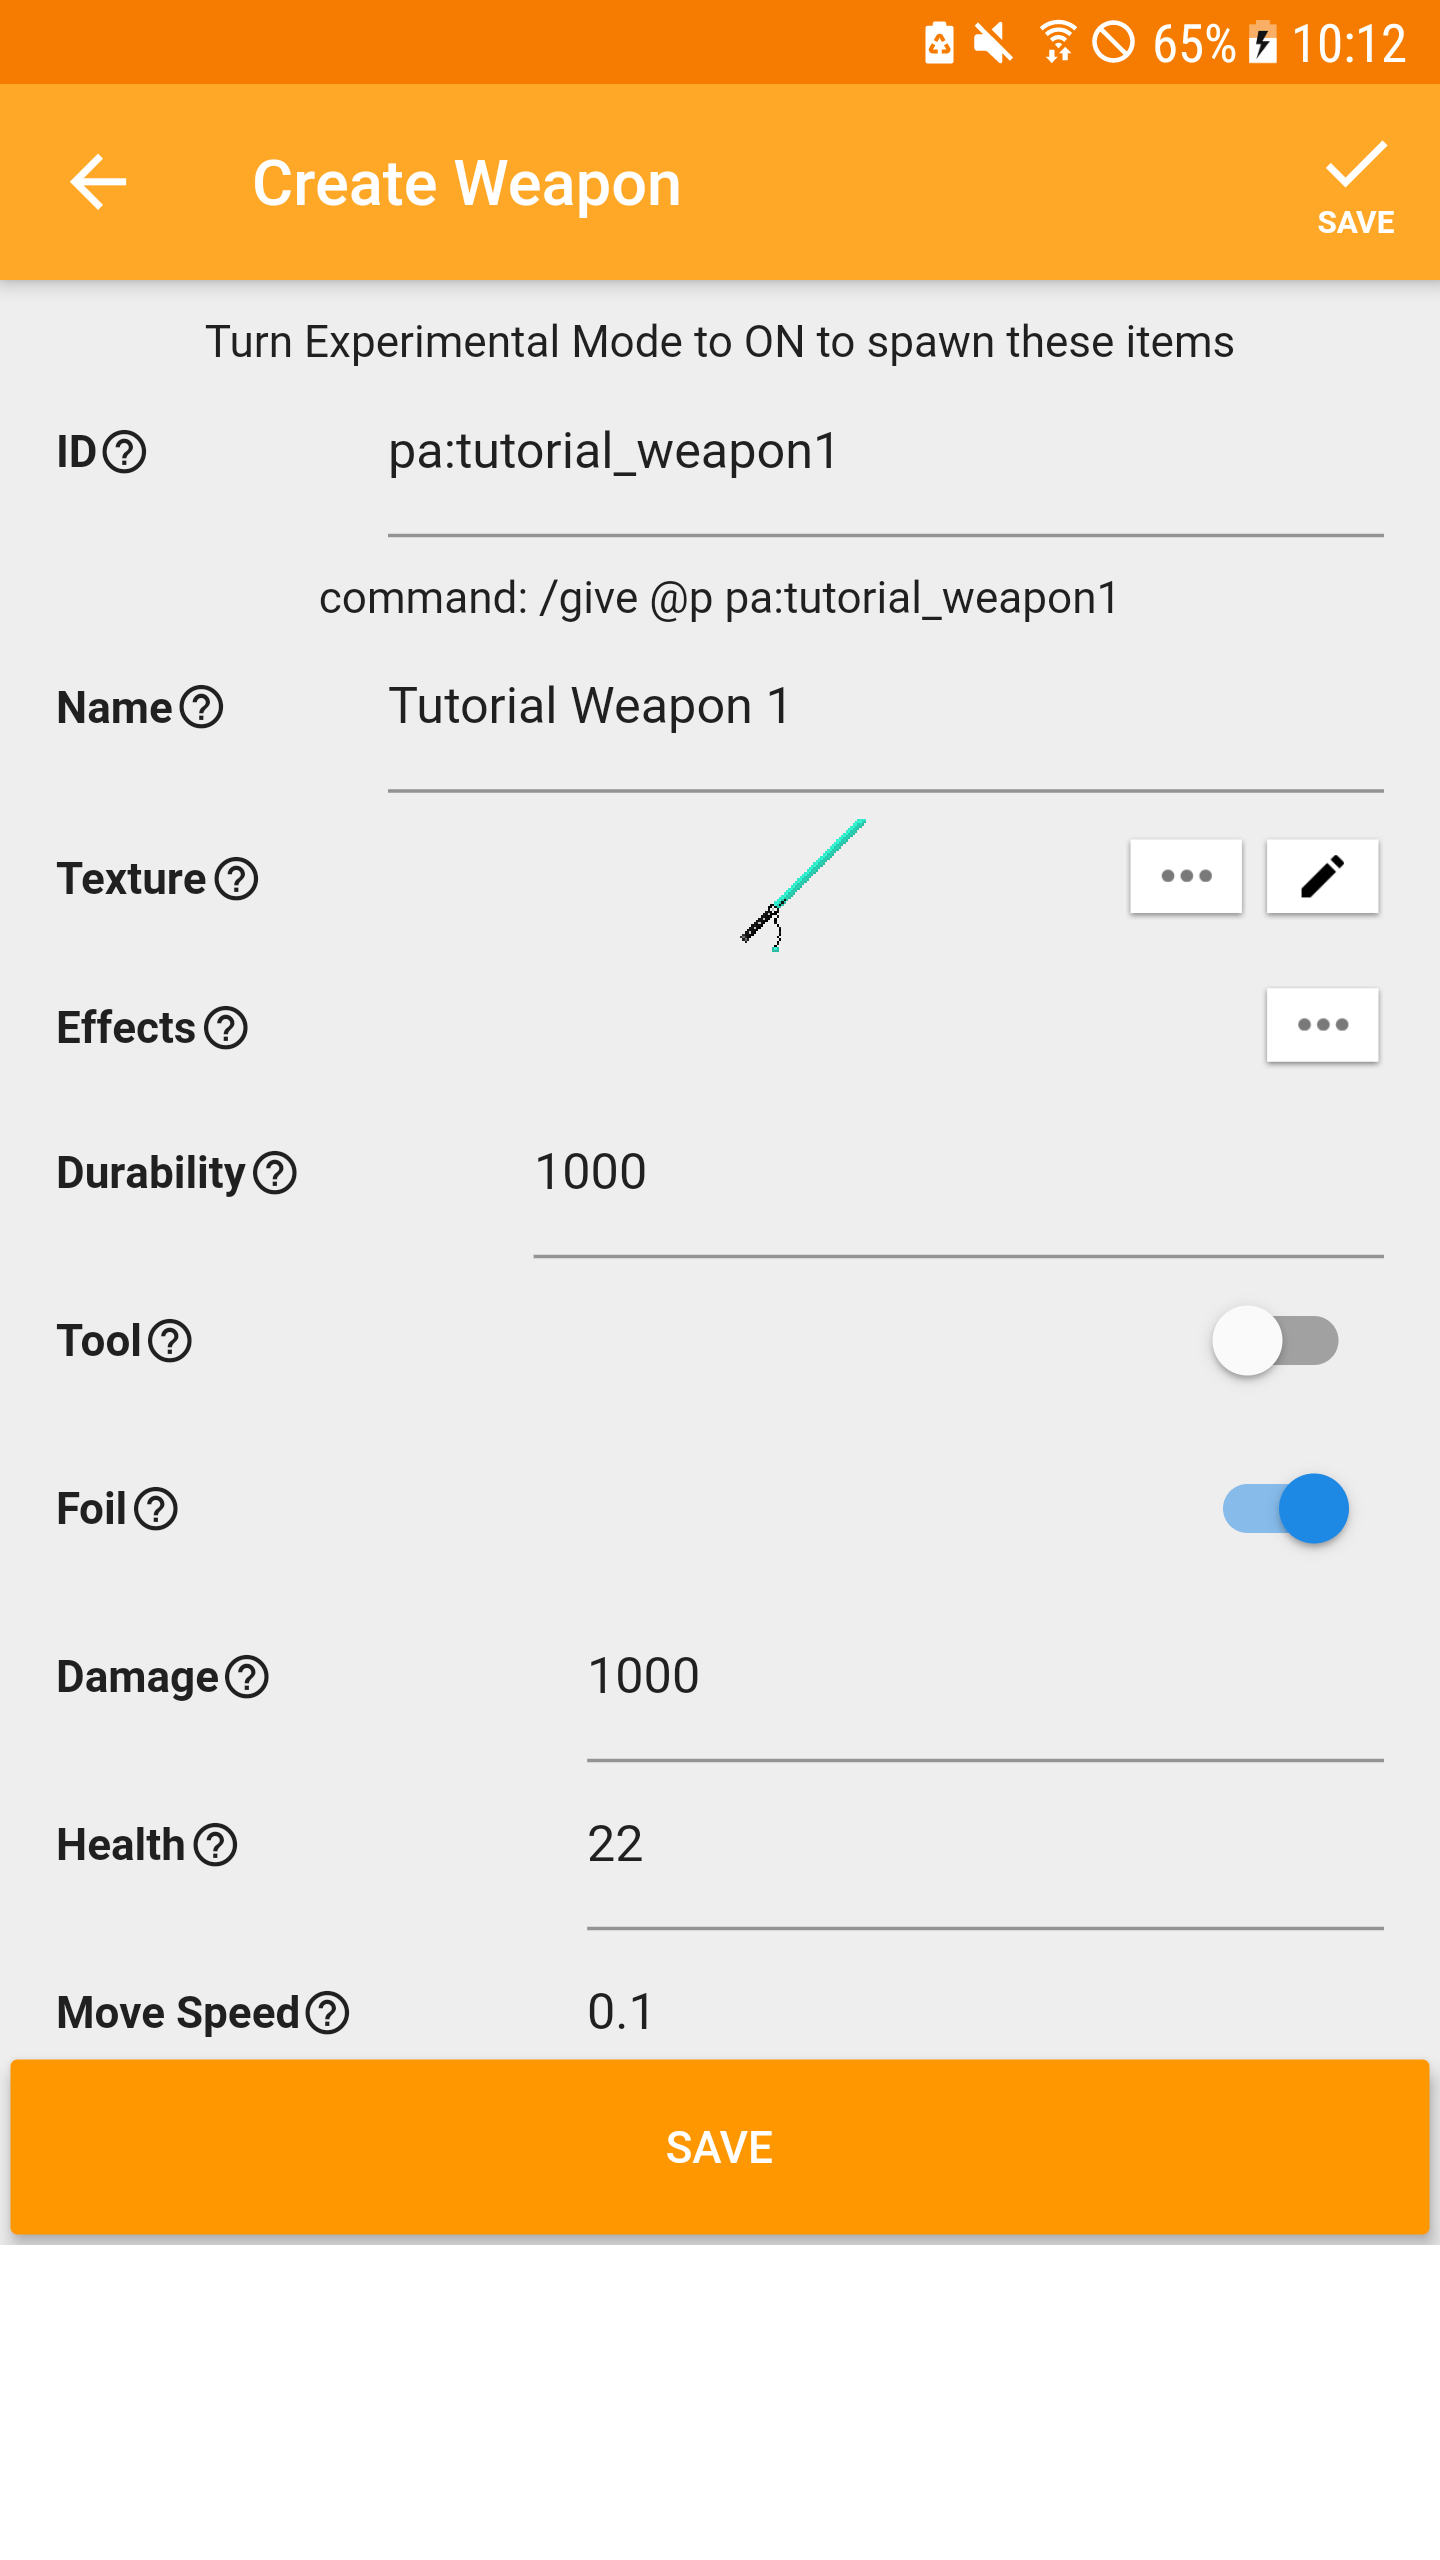 65% 10:12
Create Weapon
SAVE
Turn Experimental Mode to ON to spawn these items
ID pa:tutorial_weapon1
command: /give @p pa:tutorial_weapon1
Name Tutorial Weapon 1
Texture
Effects
Durability 1000
Tool
Foil
Damage 1000
Health 22
Move Speed 0.1
SAVE